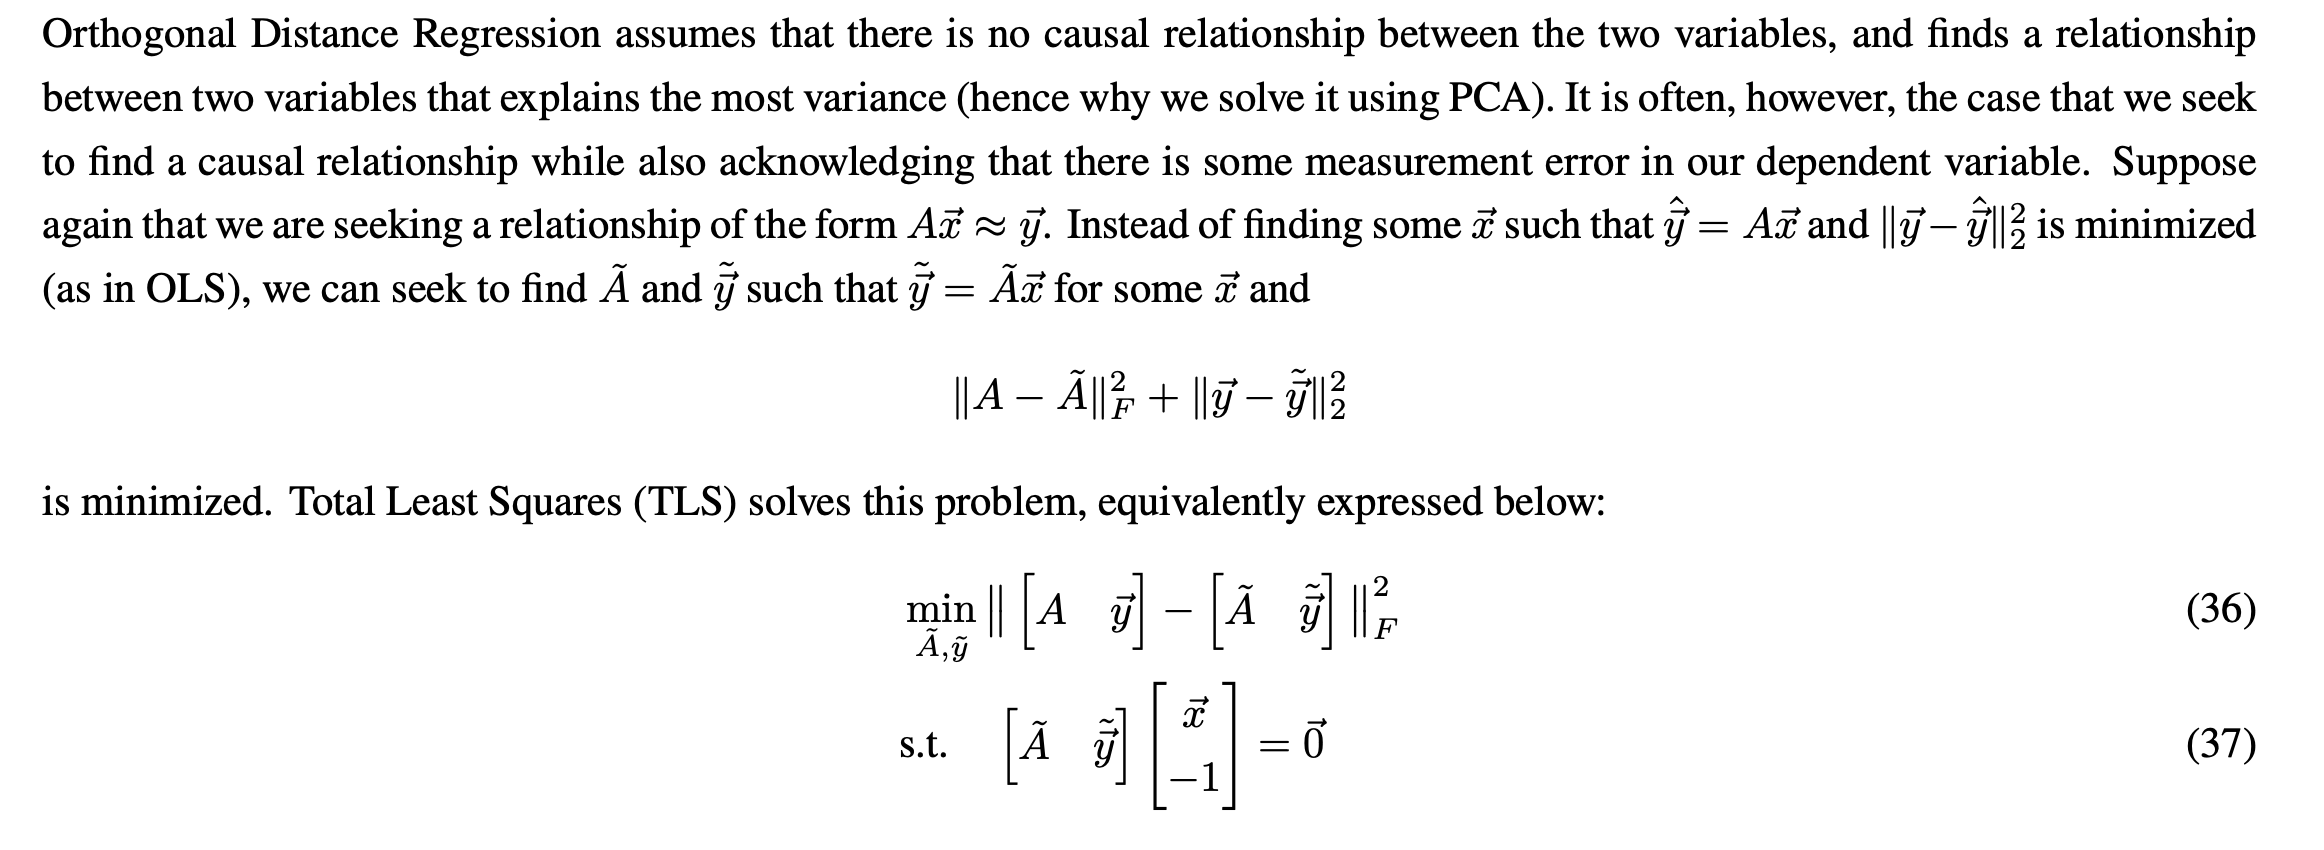 Orthogonal Distance Regression assumes that there is no causal relationship between the two variables, and finds a relationship
between two variables that explains the most variance (hence why we solve it using PCA). It is often, however, the case that we seek
to find a causal relationship while also acknowledging that there is some measurement error in our dependent variable. Suppose
again that we are seeking a relationship of the form $A\vec{x} \approx \vec{y}$. Instead of finding some $\vec{x}$ such that $\hat{\vec{y}} = A\vec{x}$ and $\|\vec{y} - \hat{\vec{y}}\|_2^2$ is minimized
(as in OLS), we can seek to find $\tilde{A}$ and $\tilde{\vec{y}}$ such that $\tilde{\vec{y}} = \tilde{A}\vec{x}$ for some $\vec{x}$ and
$\|A - \tilde{A}\|_F^2 + \|\vec{y} - \tilde{\vec{y}}\|_2^2$
is minimized. Total Least Squares (TLS) solves this problem, equivalently expressed below:
$\min_{\tilde{A}, \tilde{y}} \| \begin{bmatrix} A & \vec{y} \end{bmatrix} - \begin{bmatrix} \tilde{A} & \tilde{\vec{y}} \end{bmatrix} \|_F^2$ (36)
s.t. $\begin{bmatrix} \tilde{A} & \tilde{\vec{y}} \end{bmatrix} \begin{bmatrix} \vec{x} \\ -1 \end{bmatrix} = \vec{0}$ (37)